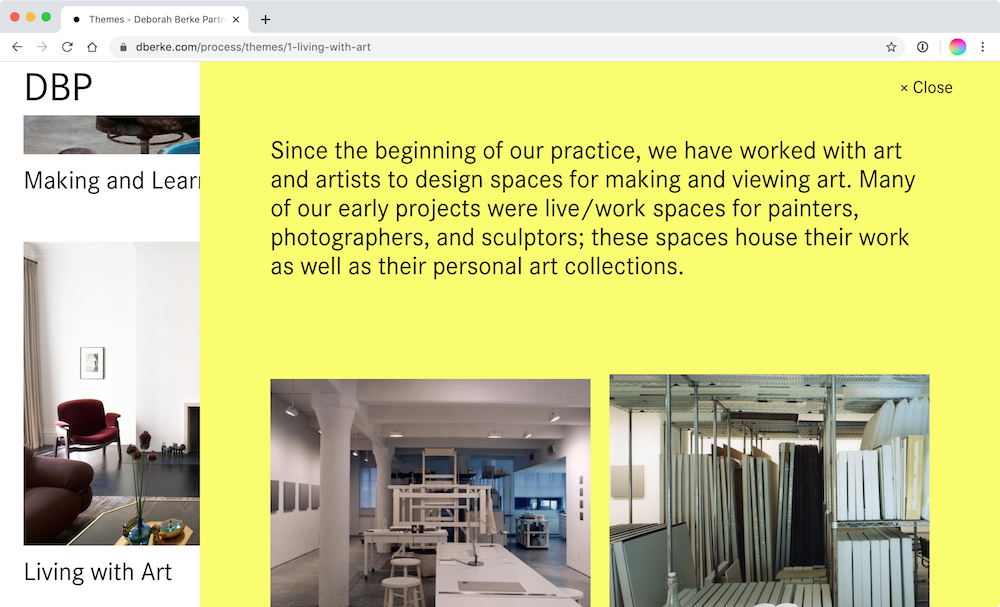 Themes - Deborah Berke Partn
dberke.com/process/themes/1-living-with-art
DBP
× Close
Making and Lear
Living with Art
Since the beginning of our practice, we have worked with art
and artists to design spaces for making and viewing art. Many
of our early projects were live/work spaces for painters,
photographers, and sculptors; these spaces house their work
as well as their personal art collections.